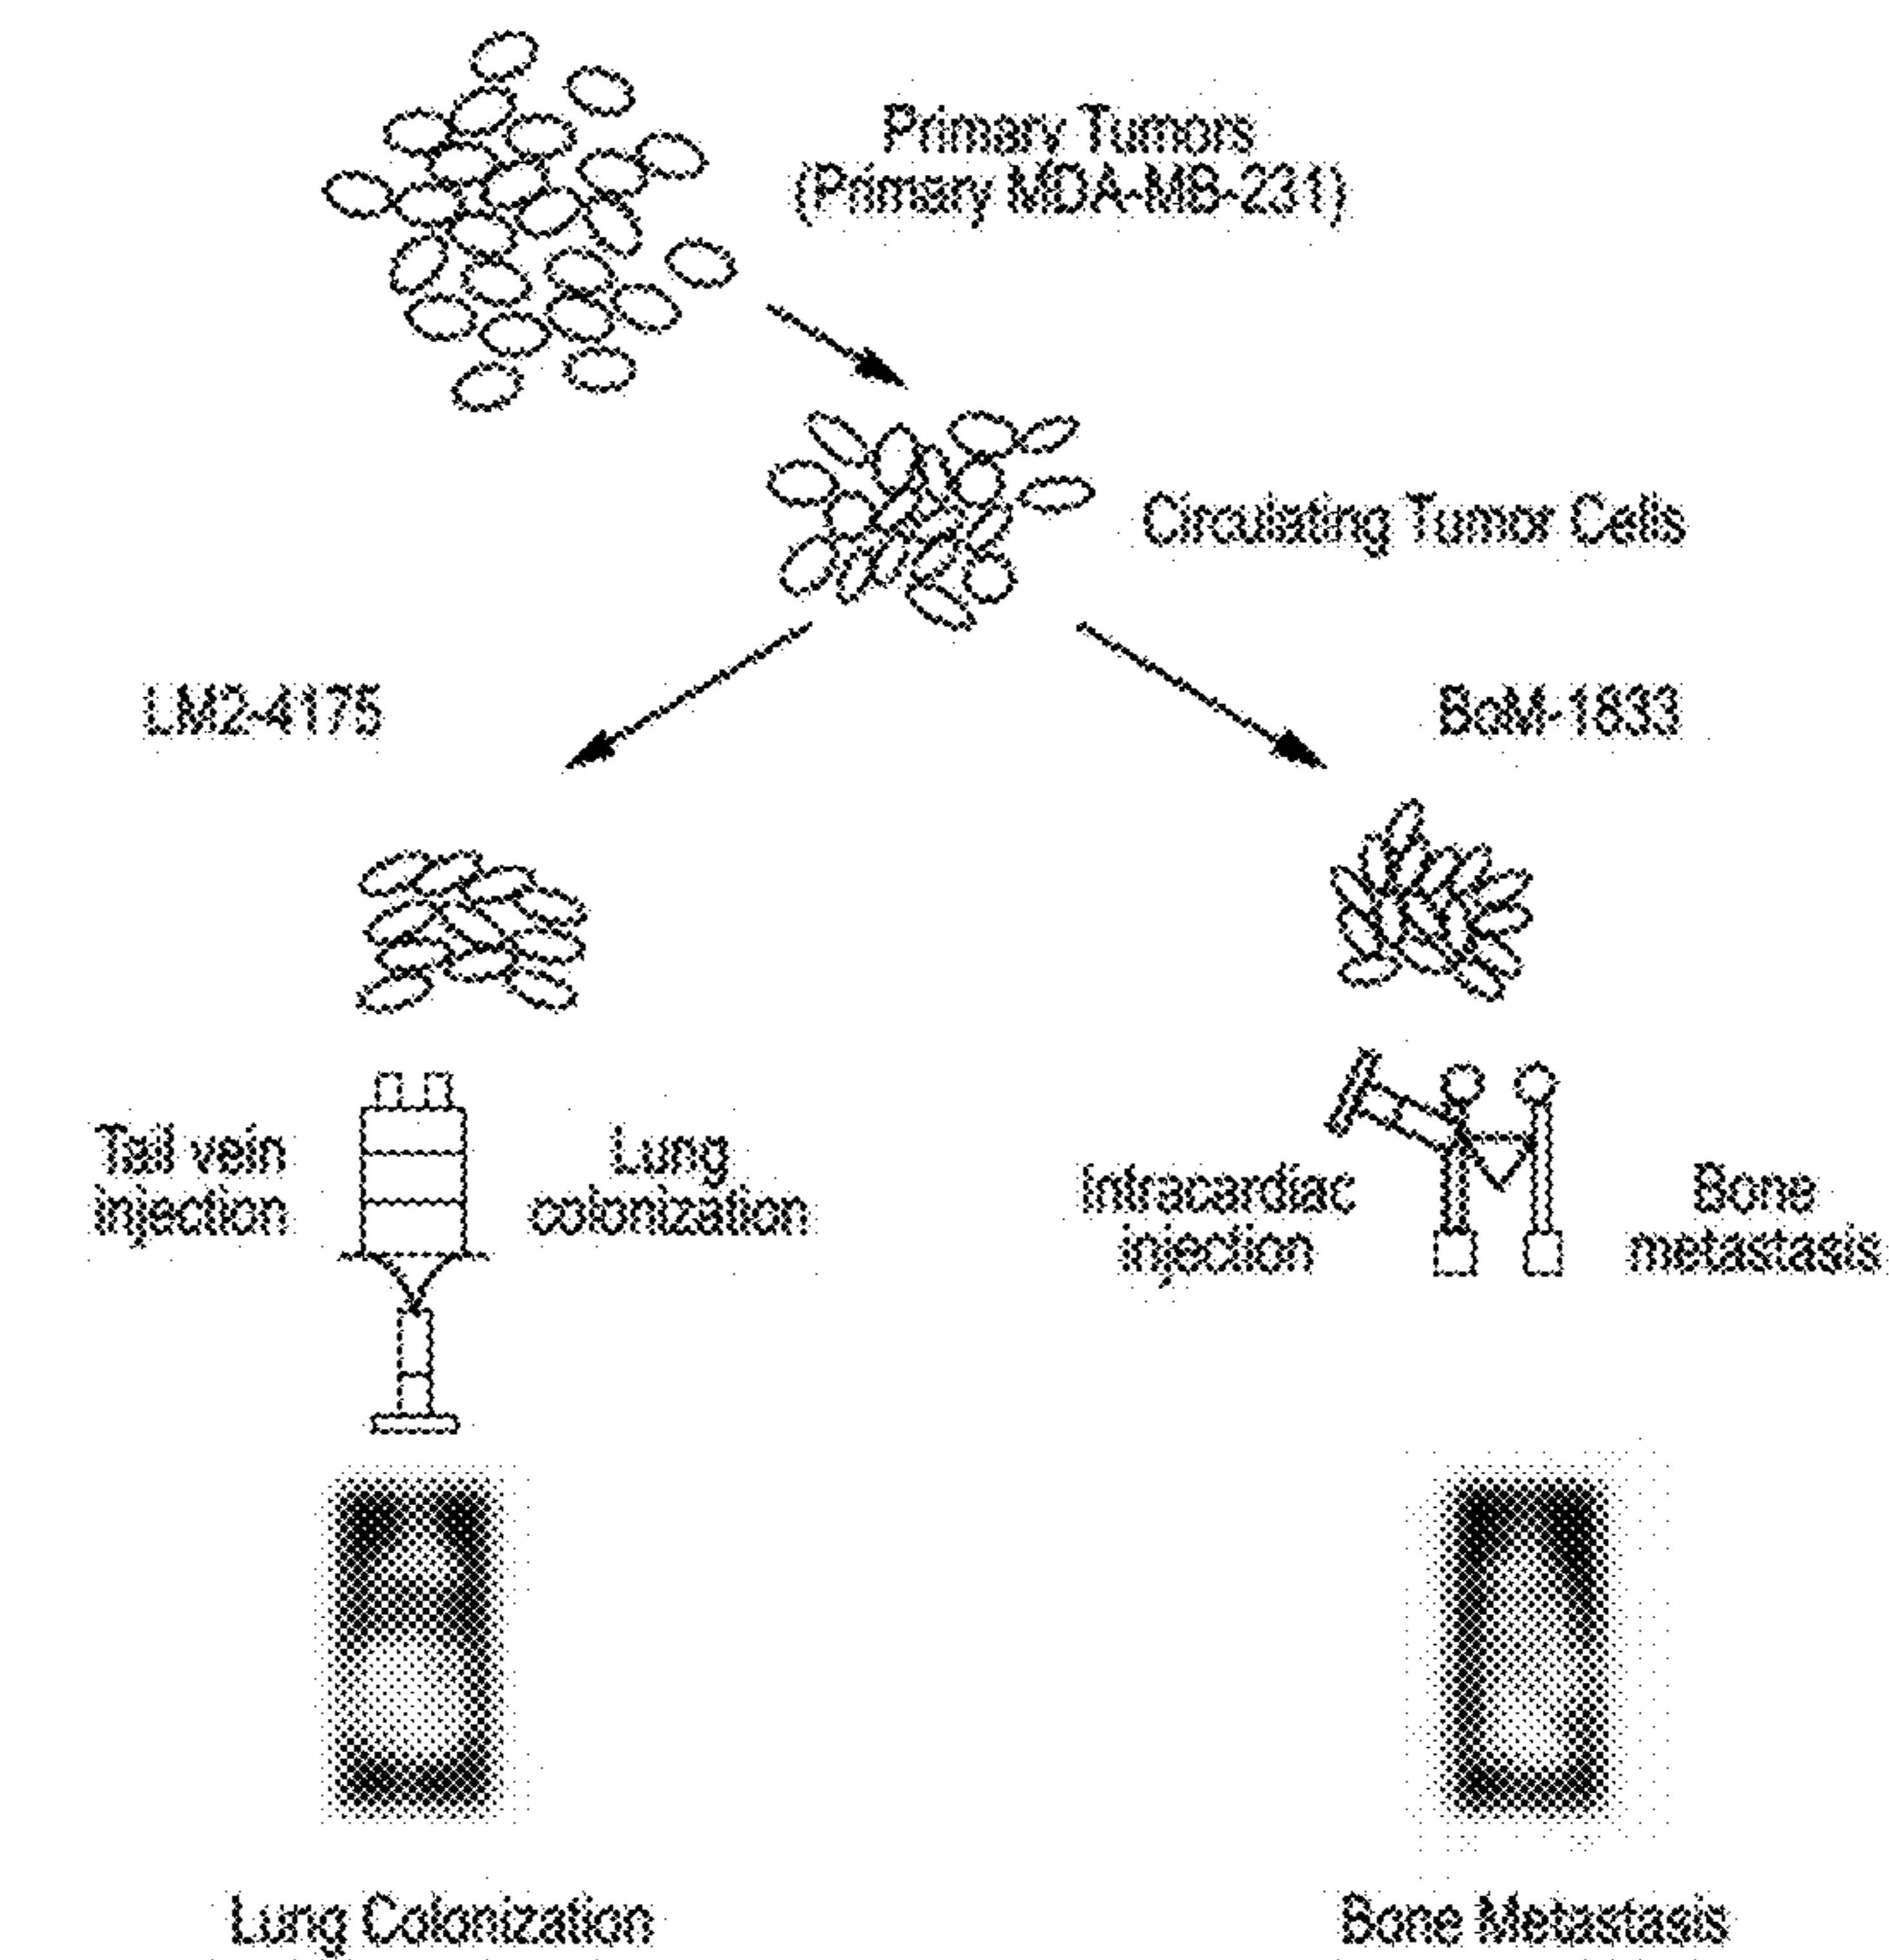 Primary Tumors
(Primary MDA-MB-231)
Circulating Tumor Cells
LM2-4175
BoM-1833
Tail vein
injection
Lung
colonization
Intracardiac
injection
Bone
metastasis
Lung Colonization
Bone Metastasis